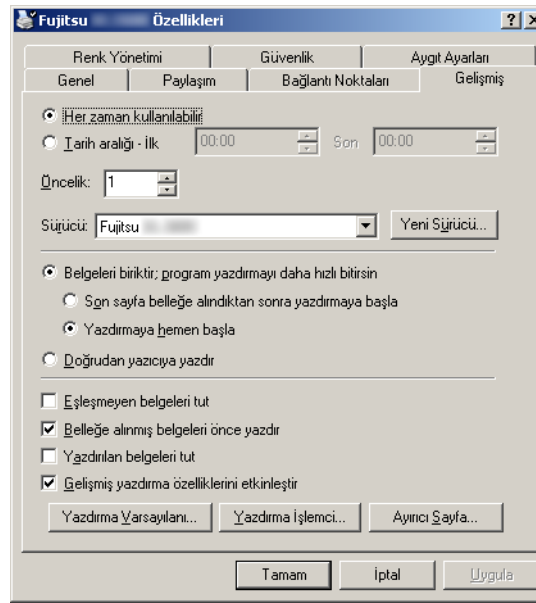 Fujitsu Özellikleri
Renk Yönetimi Güvenlik Aygıt Ayarları
Genel Paylaşım Bağlantı Noktaları Gelişmiş
Her zaman kullanılabilir
Tarih aralığı - İlk 00:00 Son 00:00
Öncelik: 1
Sürücü: Fujitsu Yeni Sürücü...
Belgeleri biriktir; program yazdırmayı daha hızlı bitirsin
Son sayfa belleğe alındıktan sonra yazdırmaya başla
Yazdırmaya hemen başla
Doğrudan yazıcıya yazdır
Eşleşmeyen belgeleri tut
Belleğe alınmış belgeleri önce yazdır
Yazdırılan belgeleri tut
Gelişmiş yazdırma özelliklerini etkinleştir
Yazdırma Varsayılanı... Yazdırma İşlemci... Ayırıcı Sayfa...
Tamam İptal Uygula